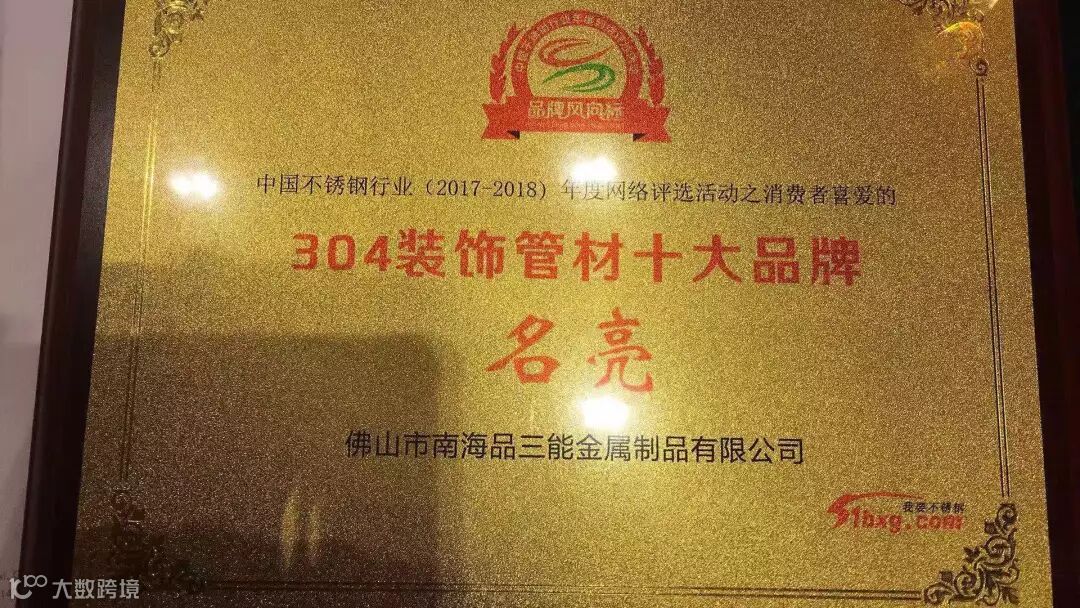 品牌风向标
中国不锈钢行业（2017-2018）年度网络评选活动之消费者喜爱的
304装饰管材十大品牌
名亮
佛山市南海品三能金属制品有限公司
我要不锈钢
51bxg.com
大数跨境